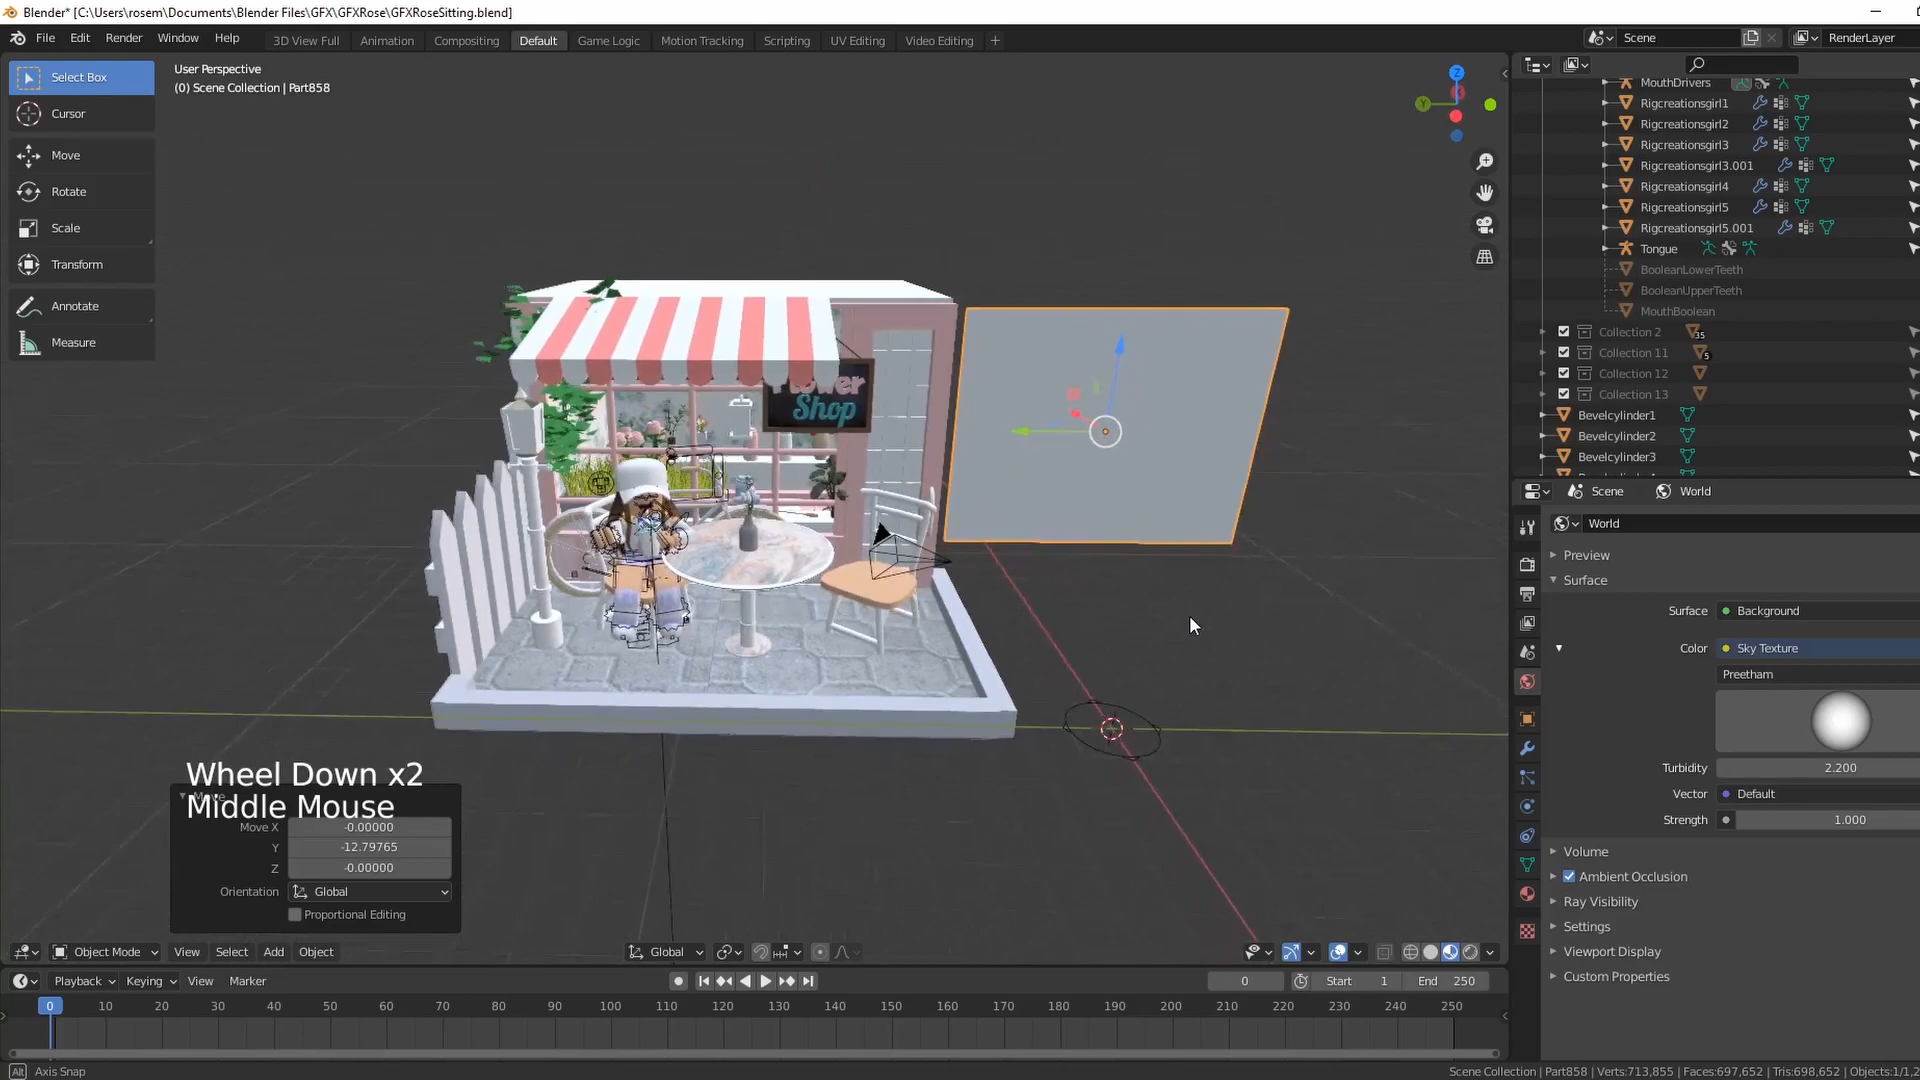 Blender* [C:\Users\rosem\Documents\Blender Files\GFX\GFXRose\GFXRoseSitting.blend]
File Edit Render Window Help 3D View Full Animation Compositing Default Game Logic Motion Tracking Scripting UV Editing Video Editing + Scene RenderLayer
Select Box
Cursor
Move
Rotate
Scale
Transform
Annotate
Measure
User Perspective
(0) Scene Collection | Part858
Z
Y
Flower
Shop
MouthDrivers
Rigcreationsgirl1
Rigcreationsgirl2
Rigcreationsgirl3
Rigcreationsgirl3.001
Rigcreationsgirl4
Rigcreationsgirl5
Rigcreationsgirl5.001
Tongue
BooleanLowerTeeth
BooleanUpperTeeth
MouthBoolean
Collection 2 35
Collection 11 5
Collection 12
Collection 13
Bevelcylinder1
Bevelcylinder2
Bevelcylinder3
Scene World
World
Preview
Surface
Surface Background
Color Sky Texture
Preetham
Turbidity 2.200
Vector Default
Strength 1.000
Volume
Ambient Occlusion
Ray Visibility
Settings
Viewport Display
Custom Properties
Wheel Down x2
Middle Mouse
Move X -0.00000
Y -12.79765
Z -0.00000
Orientation Global
Proportional Editing
Object Mode View Select Add Object Global
Playback Keying View Marker 0 Start 1 End 250
0 10 20 30 40 50 60 70 80 90 100 110 120 130 140 150 160 170 180 190 200 210 220 230 240 250
Alt Axis Snap
Scene Collection | Part858 | Verts:713,855 | Faces:697,652 | Tris:698,652 | Objects:1/1,2